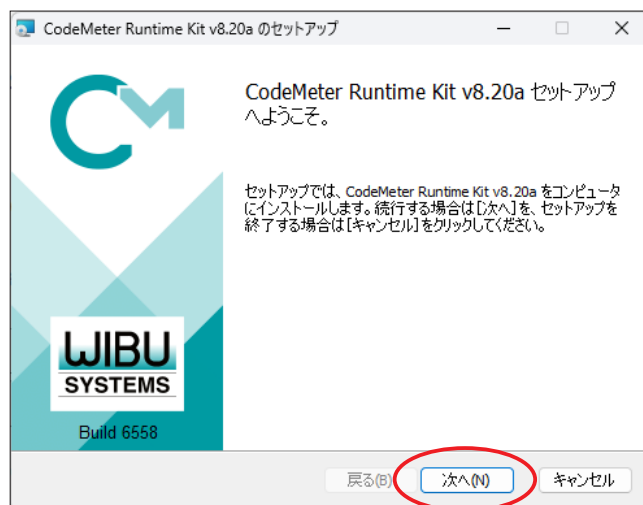 CodeMeter Runtime Kit v8.20a のセットアップ
CodeMeter Runtime Kit v8.20a セットアップ
へようこそ。
セットアップでは、CodeMeter Runtime Kit v8.20a をコンピュータ
にインストールします。続行する場合は[次へ]を、セットアップを
終了する場合は[キャンセル]をクリックしてください。
WIBU
SYSTEMS
Build 6558
戻る(B)
次へ(N)
キャンセル